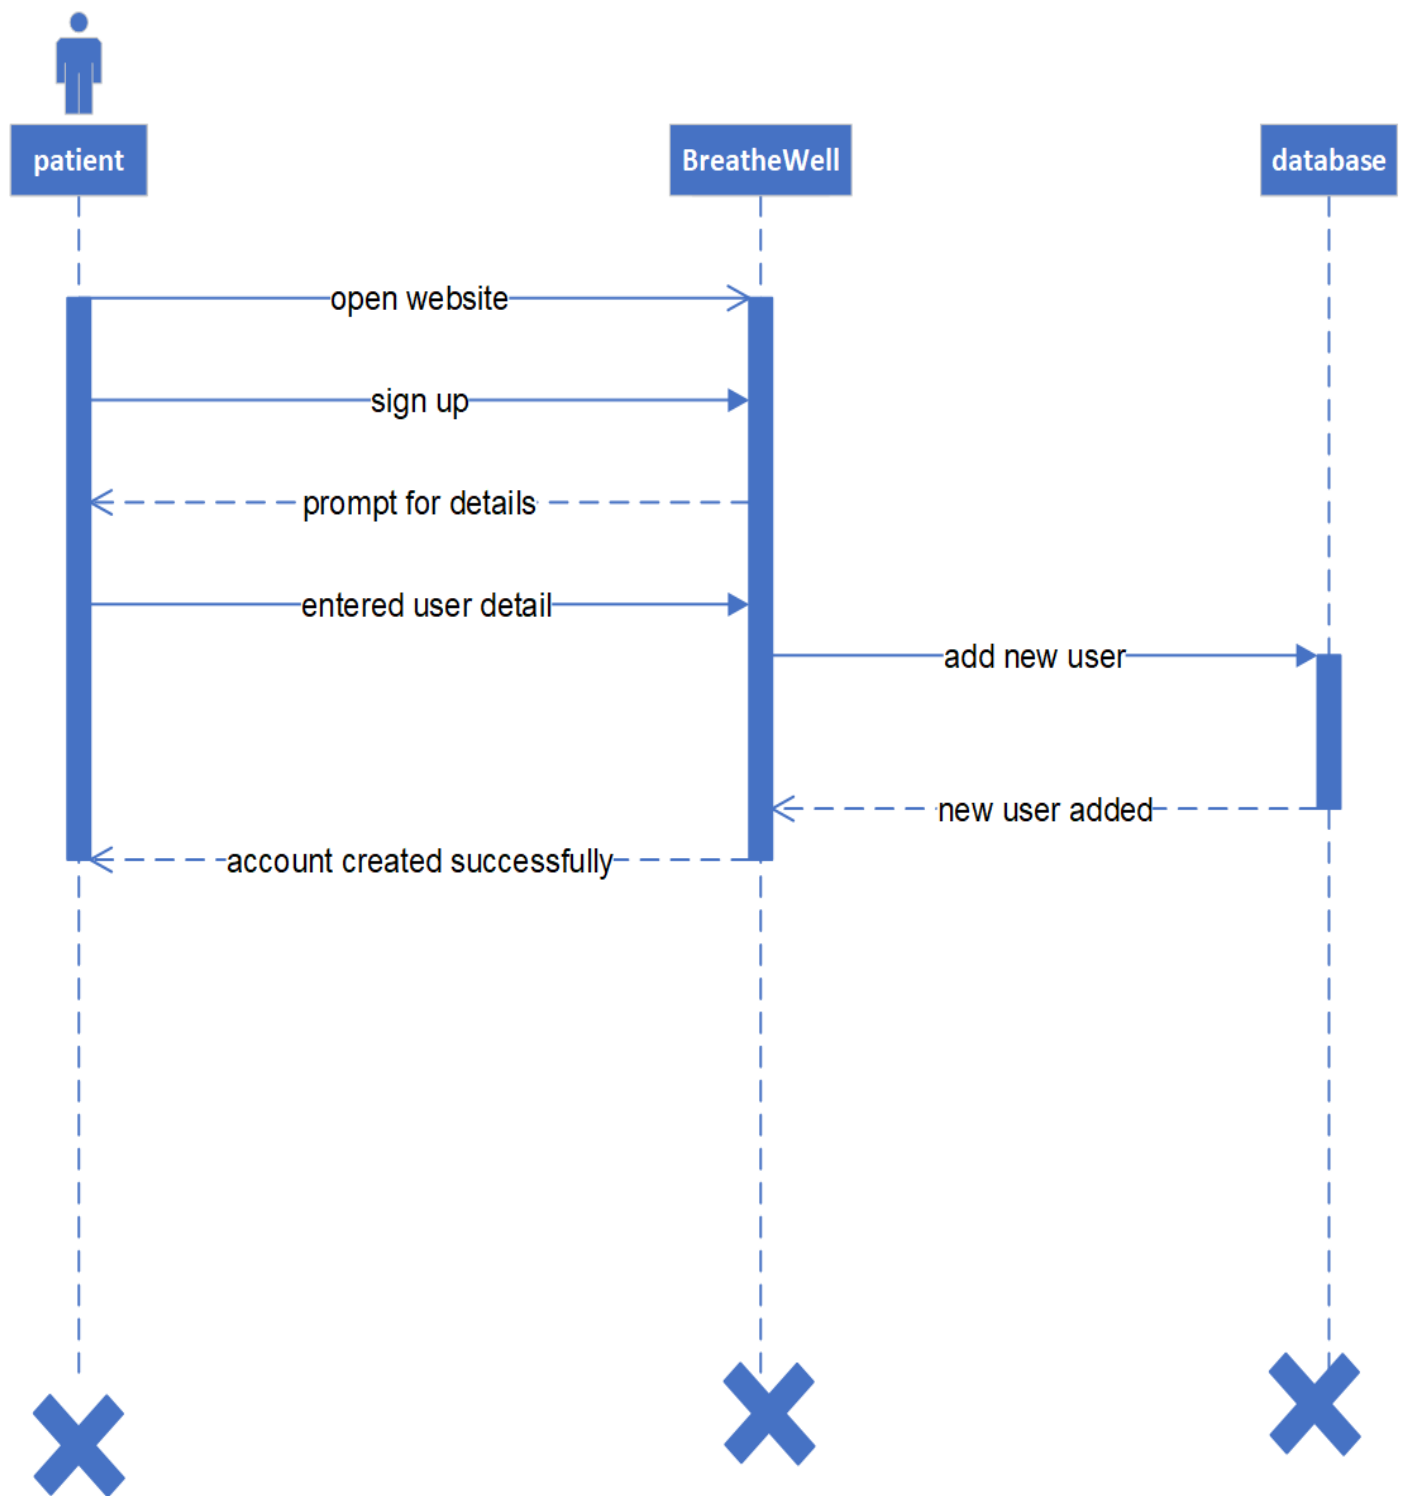 patient
BreatheWell
database
open website
sign up
prompt for details
entered user detail
add new user
new user added
account created successfully